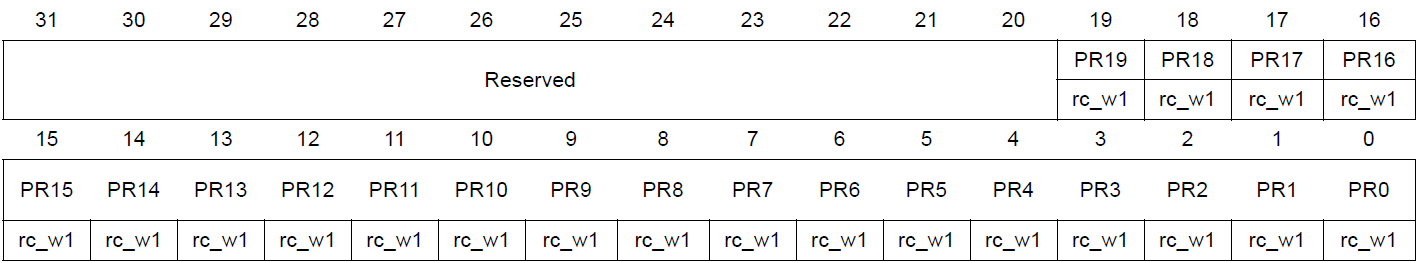 31 30 29 28 27 26 25 24 23 22 21 20 19 18 17 16
Reserved PR19 PR18 PR17 PR16
rc_w1 rc_w1 rc_w1 rc_w1
15 14 13 12 11 10 9 8 7 6 5 4 3 2 1 0
PR15 PR14 PR13 PR12 PR11 PR10 PR9 PR8 PR7 PR6 PR5 PR4 PR3 PR2 PR1 PR0
rc_w1 rc_w1 rc_w1 rc_w1 rc_w1 rc_w1 rc_w1 rc_w1 rc_w1 rc_w1 rc_w1 rc_w1 rc_w1 rc_w1 rc_w1 rc_w1